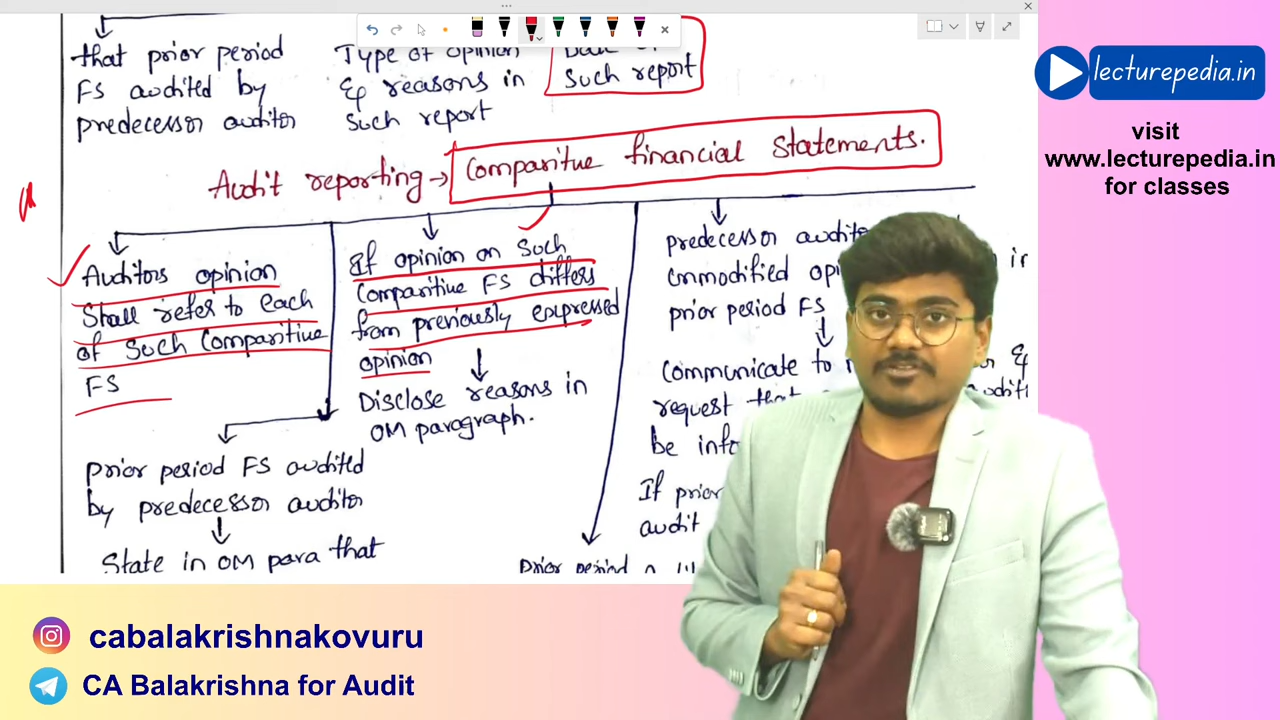 that prior period
FS audited by
predecessor auditor
Type of opinion
& reasons in
Such report
Such report
Audit reporting → Comparitive financial statements.
Auditors opinion
Shall refer to each
of Such Comparitive
FS
If opinion on Such
Comparitive FS differs
from previously expressed
opinion
Disclose reasons in
OM paragraph.
predecessor audito
unmodified opi
prior period FS
Communicate to
request that
be info
If prior
audit
Prior period FS audited
by predecessor auditor
State in OM para that
prior period
lecturepedia.in
visit
www.lecturepedia.in
for classes
cabalakrishnakovuru
CA Balakrishna for Audit